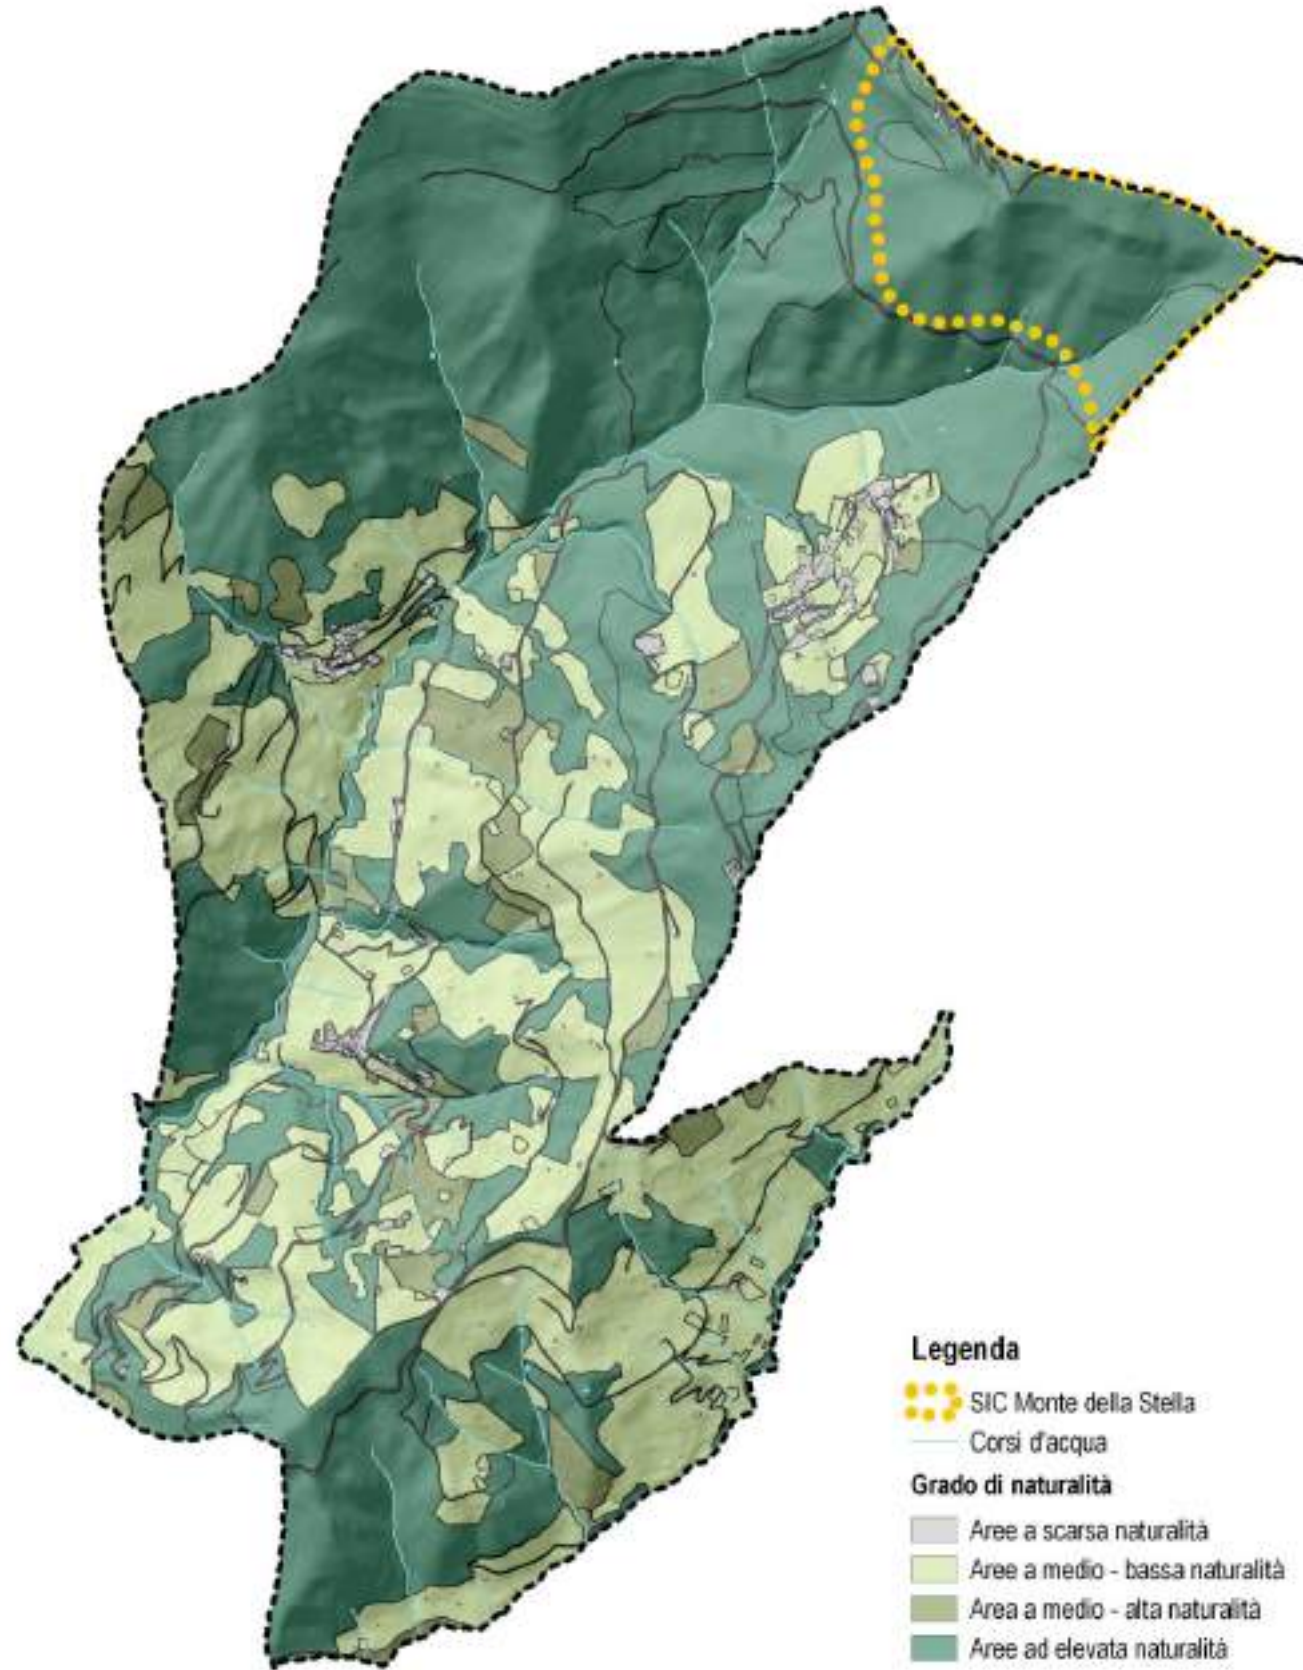 Legenda
SIC Monte della Stella
Corsi d'acqua
Grado di naturalità
Aree a scarsa naturalità
Aree a medio - bassa naturalità
Area a medio - alta naturalità
Aree ad elevata naturalità